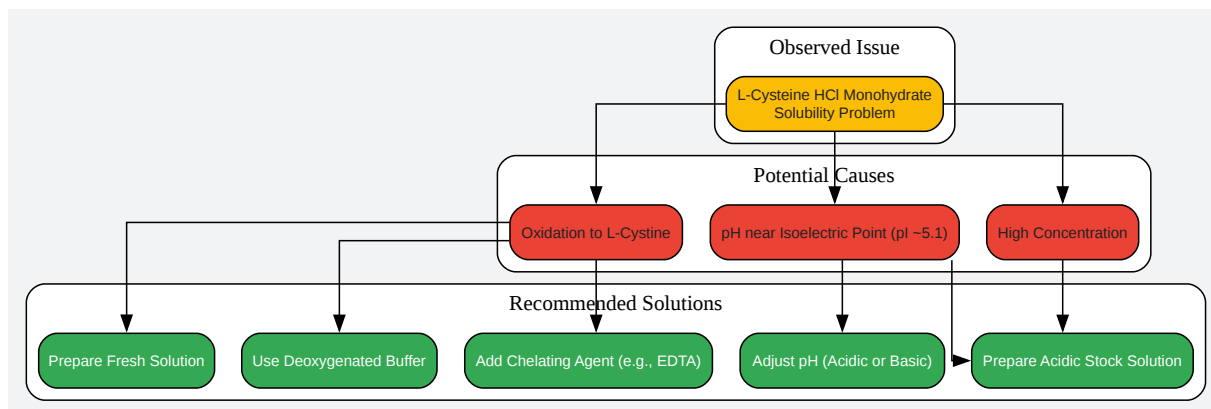 Observed Issue
L-Cysteine HCl Monohydrate
Solubility Problem
Potential Causes
Oxidation to L-Cystine
pH near Isoelectric Point (pI ~5.1)
High Concentration
Recommended Solutions
Prepare Fresh Solution
Use Deoxygenated Buffer
Add Chelating Agent (e.g., EDTA)
Adjust pH (Acidic or Basic)
Prepare Acidic Stock Solution